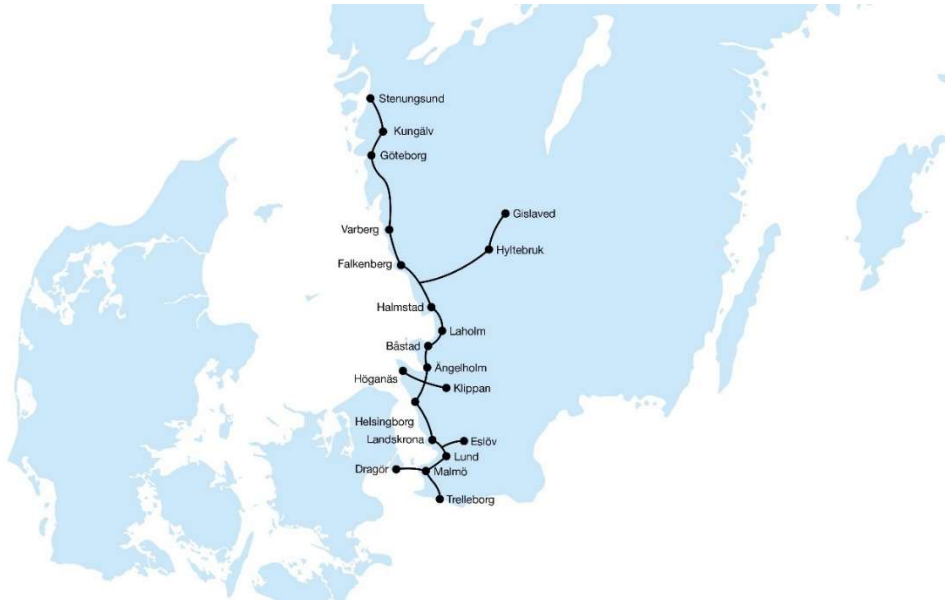 Stenungsund
Kungälv
Göteborg
Gislaved
Varberg
Hyltebruk
Falkenberg
Halmstad
Laholm
Båstad
Ängelholm
Höganäs
Klippan
Helsingborg
Landskrona
Eslöv
Lund
Dragör
Malmö
Trelleborg